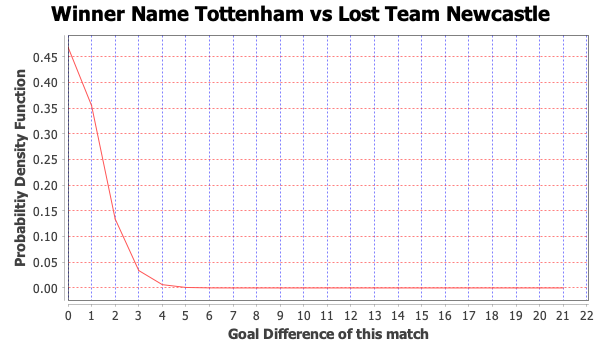 Winner Name Tottenham vs Lost Team Newcastle
Probabiltiy Density Function
0.45
0.40
0.35
0.30
0.25
0.20
0.15
0.10
0.05
0.00
0 1 2 3 4 5 6 7 8 9 10 11 12 13 14 15 16 17 18 19 20 21 22
Goal Difference of this match